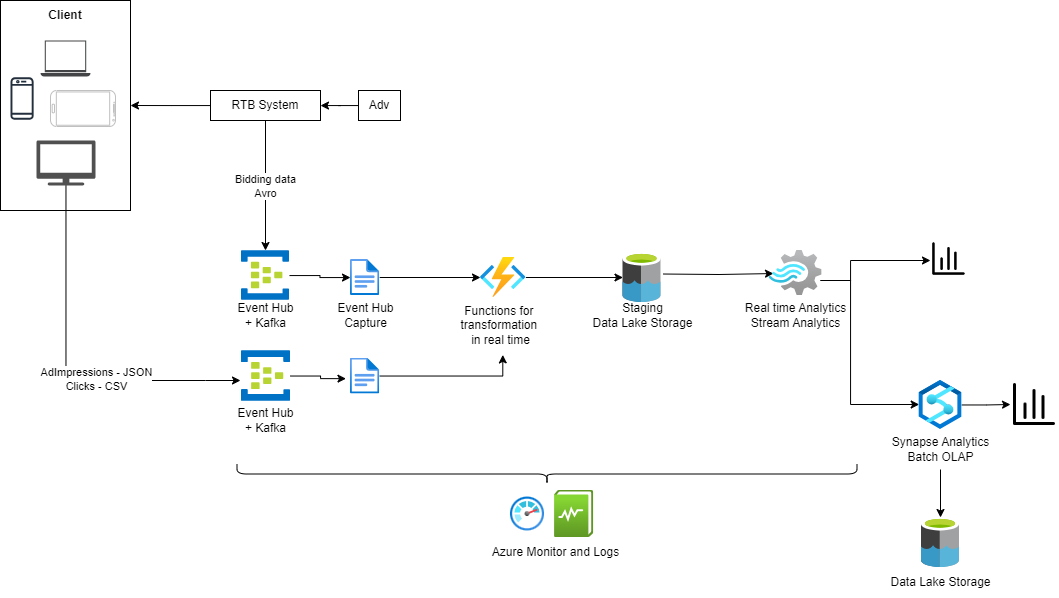 Client
RTB System
Adv
Bidding data
Avro
Event Hub
+ Kafka
Event Hub
Capture
Functions for
transformation
in real time
Staging
Data Lake Storage
Real time Analytics
Stream Analytics
AdImpressions - JSON
Clicks - CSV
Event Hub
+ Kafka
Synapse Analytics
Batch OLAP
Azure Monitor and Logs
Data Lake Storage